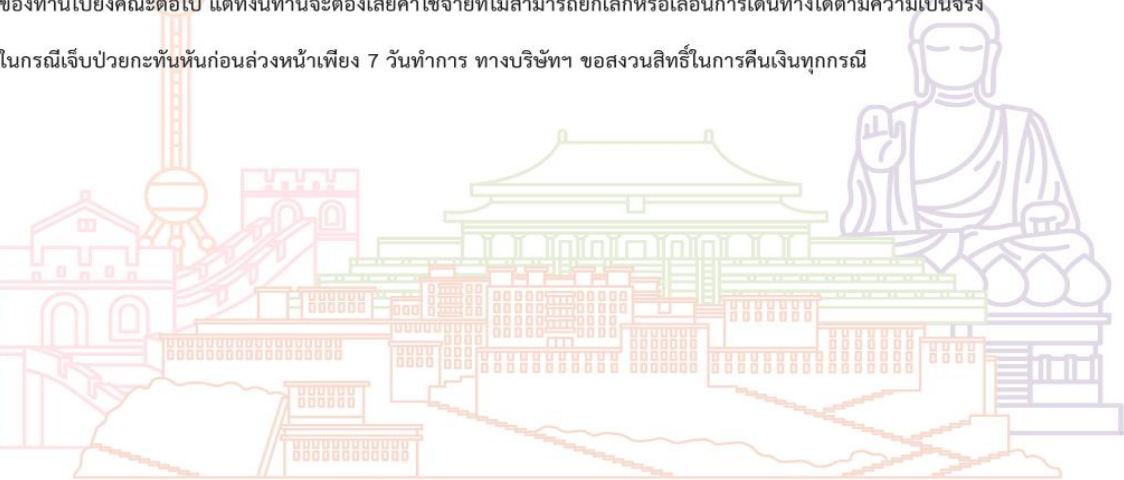 ของท่านไปยังคณะต่อไป แต่ทั้งนี้ท่านจะต้องเสียค่าใช้จ่ายที่ไม่สามารถยกเลิกหรือเลื่อนการเดินทางได้ตามความเป็นจริง
ในกรณีเจ็บป่วยกะทันหันก่อนล่วงหน้าเพียง 7 วันทำการ ทางบริษัทฯ ขอสงวนสิทธิ์ในการคืนเงินทุกกรณี